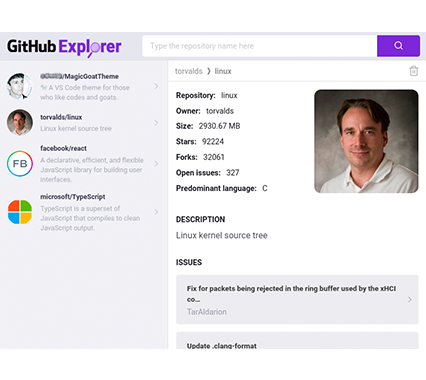 GitHub Explorer
Type the repository name here
/MagicGoatTheme
A VS Code theme for those
who like codes and goats.
torvalds/linux
Linux kernel source tree
FB
facebook/react
A declarative, efficient, and flexible
JavaScript library for building user
interfaces.
microsoft/TypeScript
TypeScript is a superset of
JavaScript that compiles to clean
JavaScript output.
torvalds ❯ linux
Repository: linux
Owner: torvalds
Size: 2930.67 MB
Stars: 92224
Forks: 32061
Open issues: 327
Predominant language: C
DESCRIPTION
Linux kernel source tree
ISSUES
Fix for packets being rejected in the ring buffer used by the xHCI
co…
TarAldarion
Update .clang-format